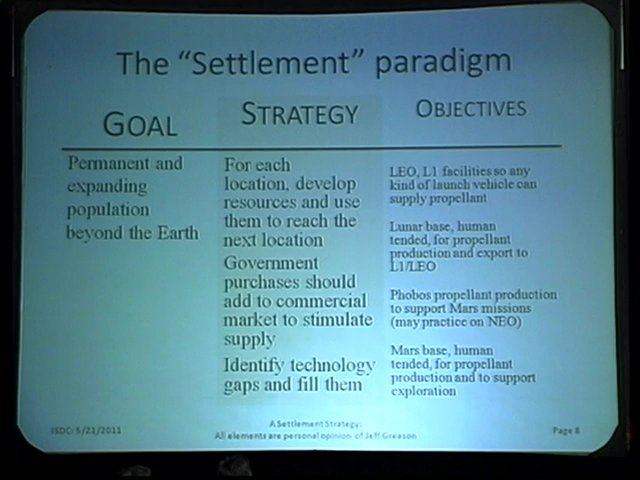 The "Settlement" paradigm
GOAL
STRATEGY
OBJECTIVES
Permanent and
expanding
population
beyond the Earth
For each
location, develop
resources and use
them to reach the
next location
Government
purchases should
add to commercial
market to stimulate
supply
Identify technology
gaps and fill them
LEO, L1 facilities so any
kind of launch vehicle can
supply propellant
Lunar base, human
tended, for propellant
production and export to
L1/LEO
Phobos propellant production
to support Mars missions
(may practice on NEO)
Mars base, human
tended, for propellant
production and to support
exploration
ISDC: 5/21/2011
A Settlement Strategy:
All elements are personal opinion of Jeff Greason
Page 8